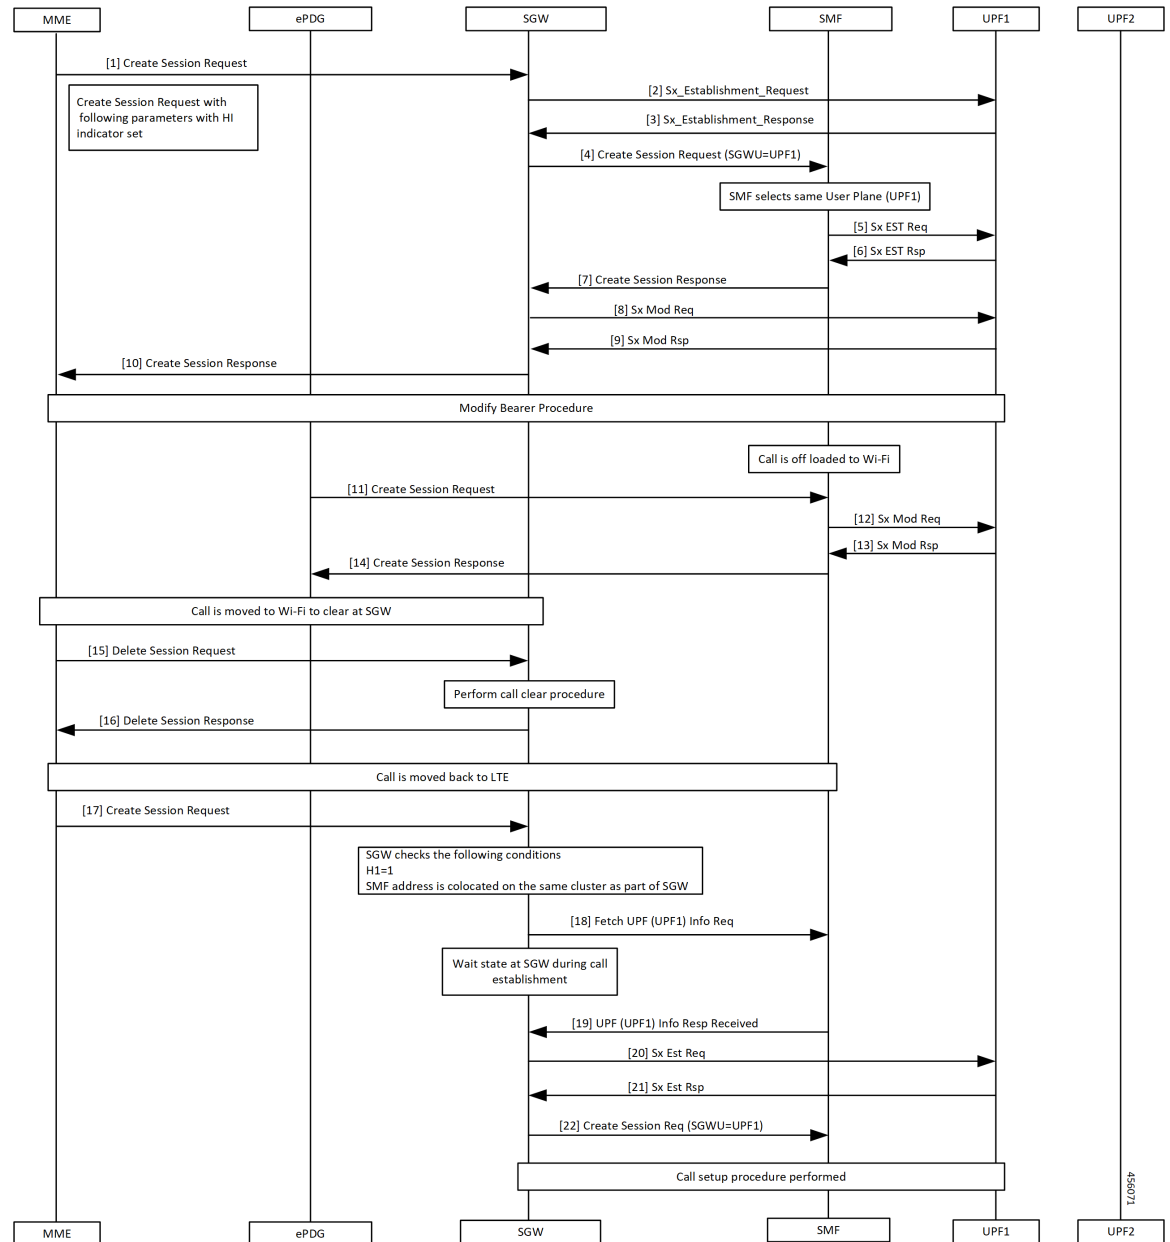 MME
ePDG
SGW
SMF
UPF1
UPF2
[1] Create Session Request
Create Session Request with
following parameters with HI
indicator set
[2] Sx_Establishment_Request
[3] Sx_Establishment_Response
[4] Create Session Request (SGWU=UPF1)
SMF selects same User Plane (UPF1)
[5] Sx EST Req
[6] Sx EST Rsp
[7] Create Session Response
[8] Sx Mod Req
[9] Sx Mod Rsp
[10] Create Session Response
Modify Bearer Procedure
Call is off loaded to Wi-Fi
[11] Create Session Request
[12] Sx Mod Req
[13] Sx Mod Rsp
[14] Create Session Response
Call is moved to Wi-Fi to clear at SGW
[15] Delete Session Request
Perform call clear procedure
[16] Delete Session Response
Call is moved back to LTE
[17] Create Session Request
SGW checks the following conditions
H1=1
SMF address is colocated on the same cluster as part of SGW
[18] Fetch UPF (UPF1) Info Req
Wait state at SGW during call
establishment
[19] UPF (UPF1) Info Resp Received
[20] Sx Est Req
[21] Sx Est Rsp
[22] Create Session Req (SGWU=UPF1)
Call setup procedure performed
456071
MME
ePDG
SGW
SMF
UPF1
UPF2